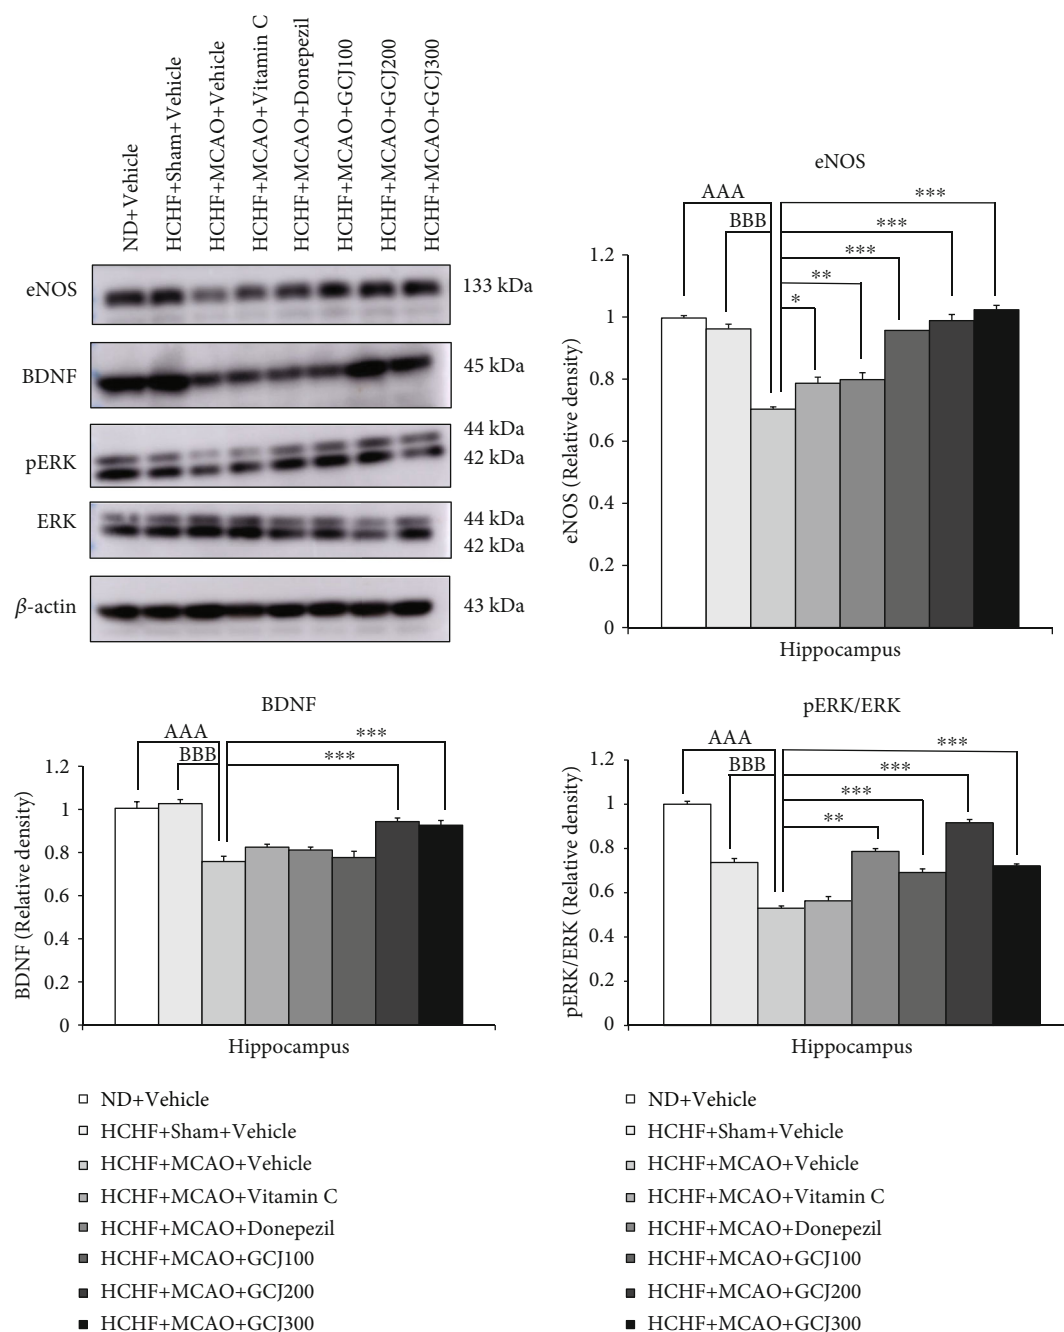 ND+Vehicle
HCHF+Sham+Vehicle
HCHF+MCAO+Vehicle
HCHF+MCAO+Vitamin C
HCHF+MCAO+Donepezil
HCHF+MCAO+GCJ100
HCHF+MCAO+GCJ200
HCHF+MCAO+GCJ300
eNOS
133 kDa
BDNF
45 kDa
pERK
44 kDa
42 kDa
ERK
44 kDa
42 kDa
β-actin
43 kDa
eNOS
AAA
***
BBB
***
***
**
*
1.2
1
0.8
0.6
0.4
0.2
0
eNOS (Relative density)
Hippocampus
BDNF
AAA
***
BBB
***
1.2
1
0.8
0.6
0.4
0.2
0
BDNF (Relative density)
Hippocampus
pERK/ERK
AAA
***
BBB
***
***
**
1.2
1
0.8
0.6
0.4
0.2
0
pERK/ERK (Relative density)
Hippocampus
ND+Vehicle
HCHF+Sham+Vehicle
HCHF+MCAO+Vehicle
HCHF+MCAO+Vitamin C
HCHF+MCAO+Donepezil
HCHF+MCAO+GCJ100
HCHF+MCAO+GCJ200
HCHF+MCAO+GCJ300
ND+Vehicle
HCHF+Sham+Vehicle
HCHF+MCAO+Vehicle
HCHF+MCAO+Vitamin C
HCHF+MCAO+Donepezil
HCHF+MCAO+GCJ100
HCHF+MCAO+GCJ200
HCHF+MCAO+GCJ300